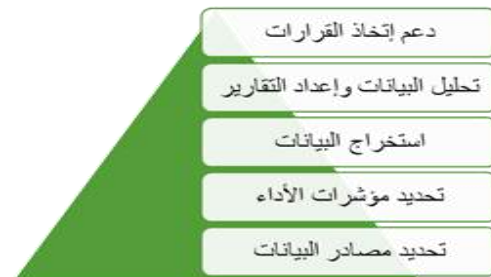 دعم إتخاذ القرارات
تحليل البيانات وإعداد التقارير
استخراج البيانات
تحديد مؤشرات الأداء
تحديد مصادر البيانات